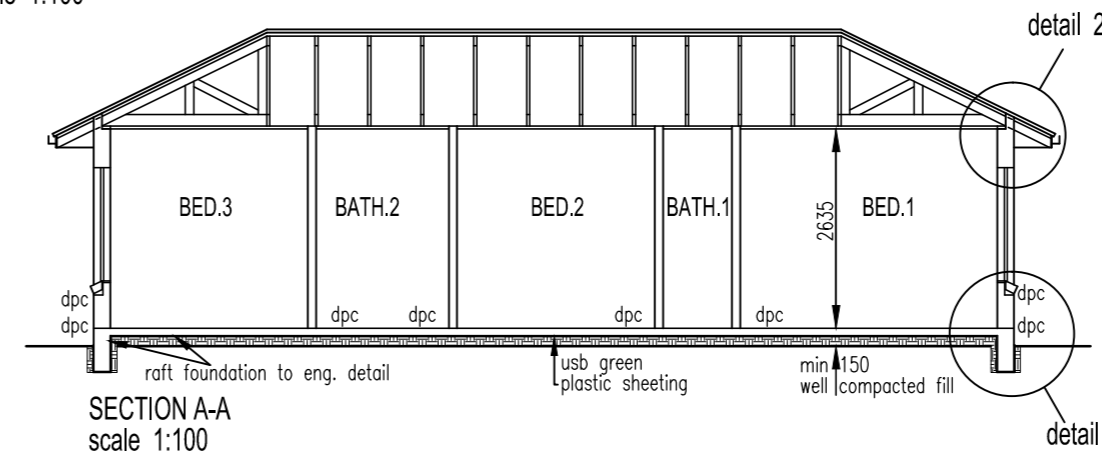 detail 2
BED.3
BATH.2
BED.2
BATH.1
BED.1
2635
dpc
dpc
dpc
dpc
dpc
dpc
dpc
dpc
raft foundation to eng. detail
usb green
plastic sheeting
min 150
well compacted fill
SECTION A-A
scale 1:100
detail